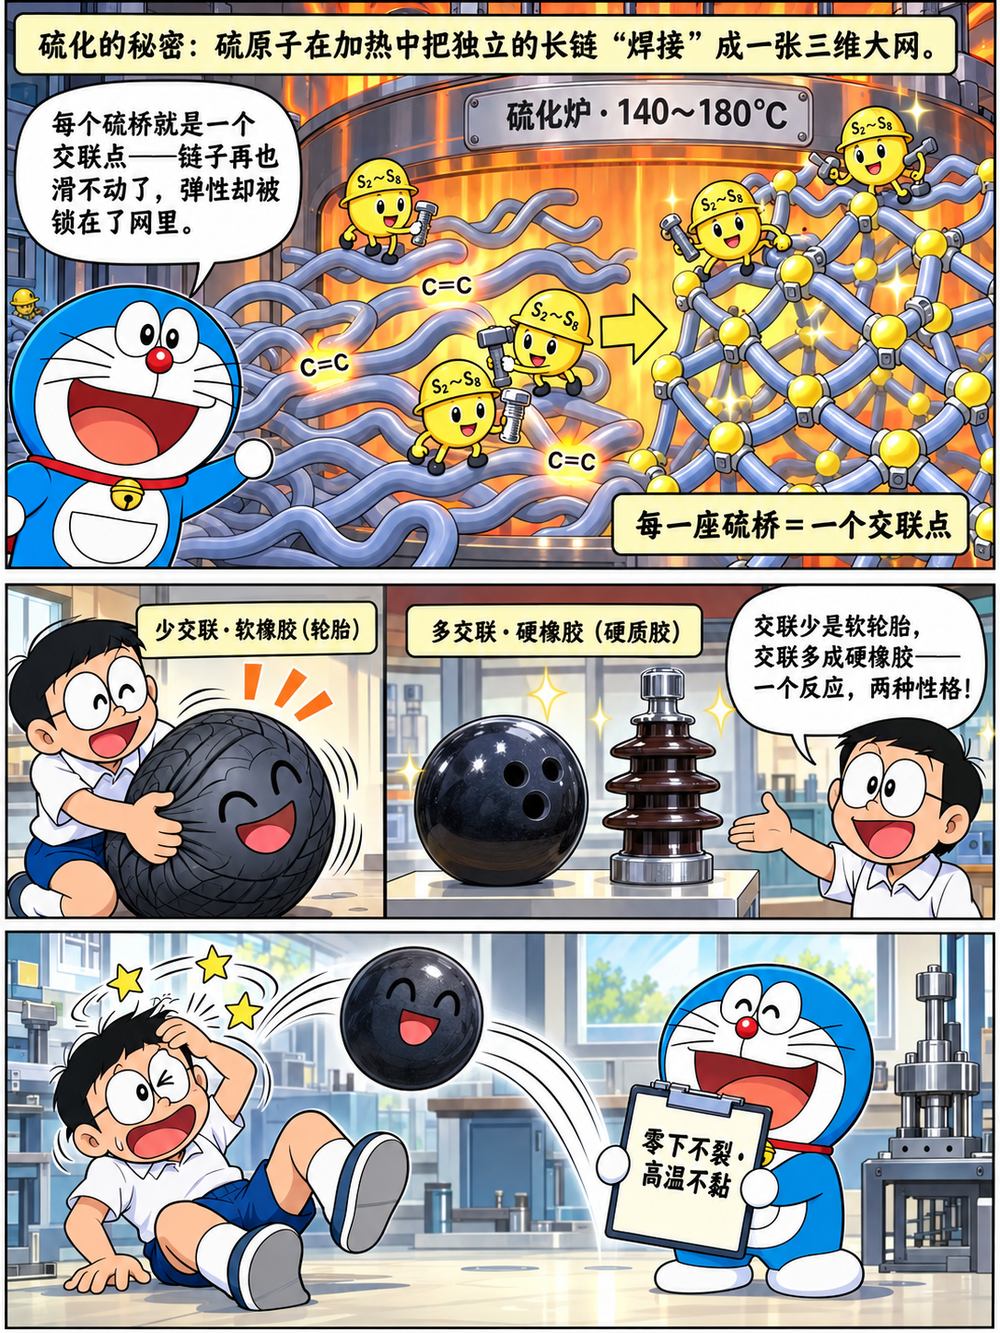 硫化的秘密：硫原子在加热中把独立的长链“焊接”成一张三维大网。
每个硫桥就是一个
交联点——链子再也
滑不动了，弹性却被
锁在了网里。
硫化炉·140～180℃
S₂～S₈
S₂～S₈
S₂～S₈
C=C
S₂～S₈
C=C
S₂～S₈
C=C
每一座硫桥=一个交联点
少交联·软橡胶(轮胎)
多交联·硬橡胶（硬质胶）
交联少是软轮胎，
交联多成硬橡胶——
一个反应，两种性格！
零下不裂·
高温不黏